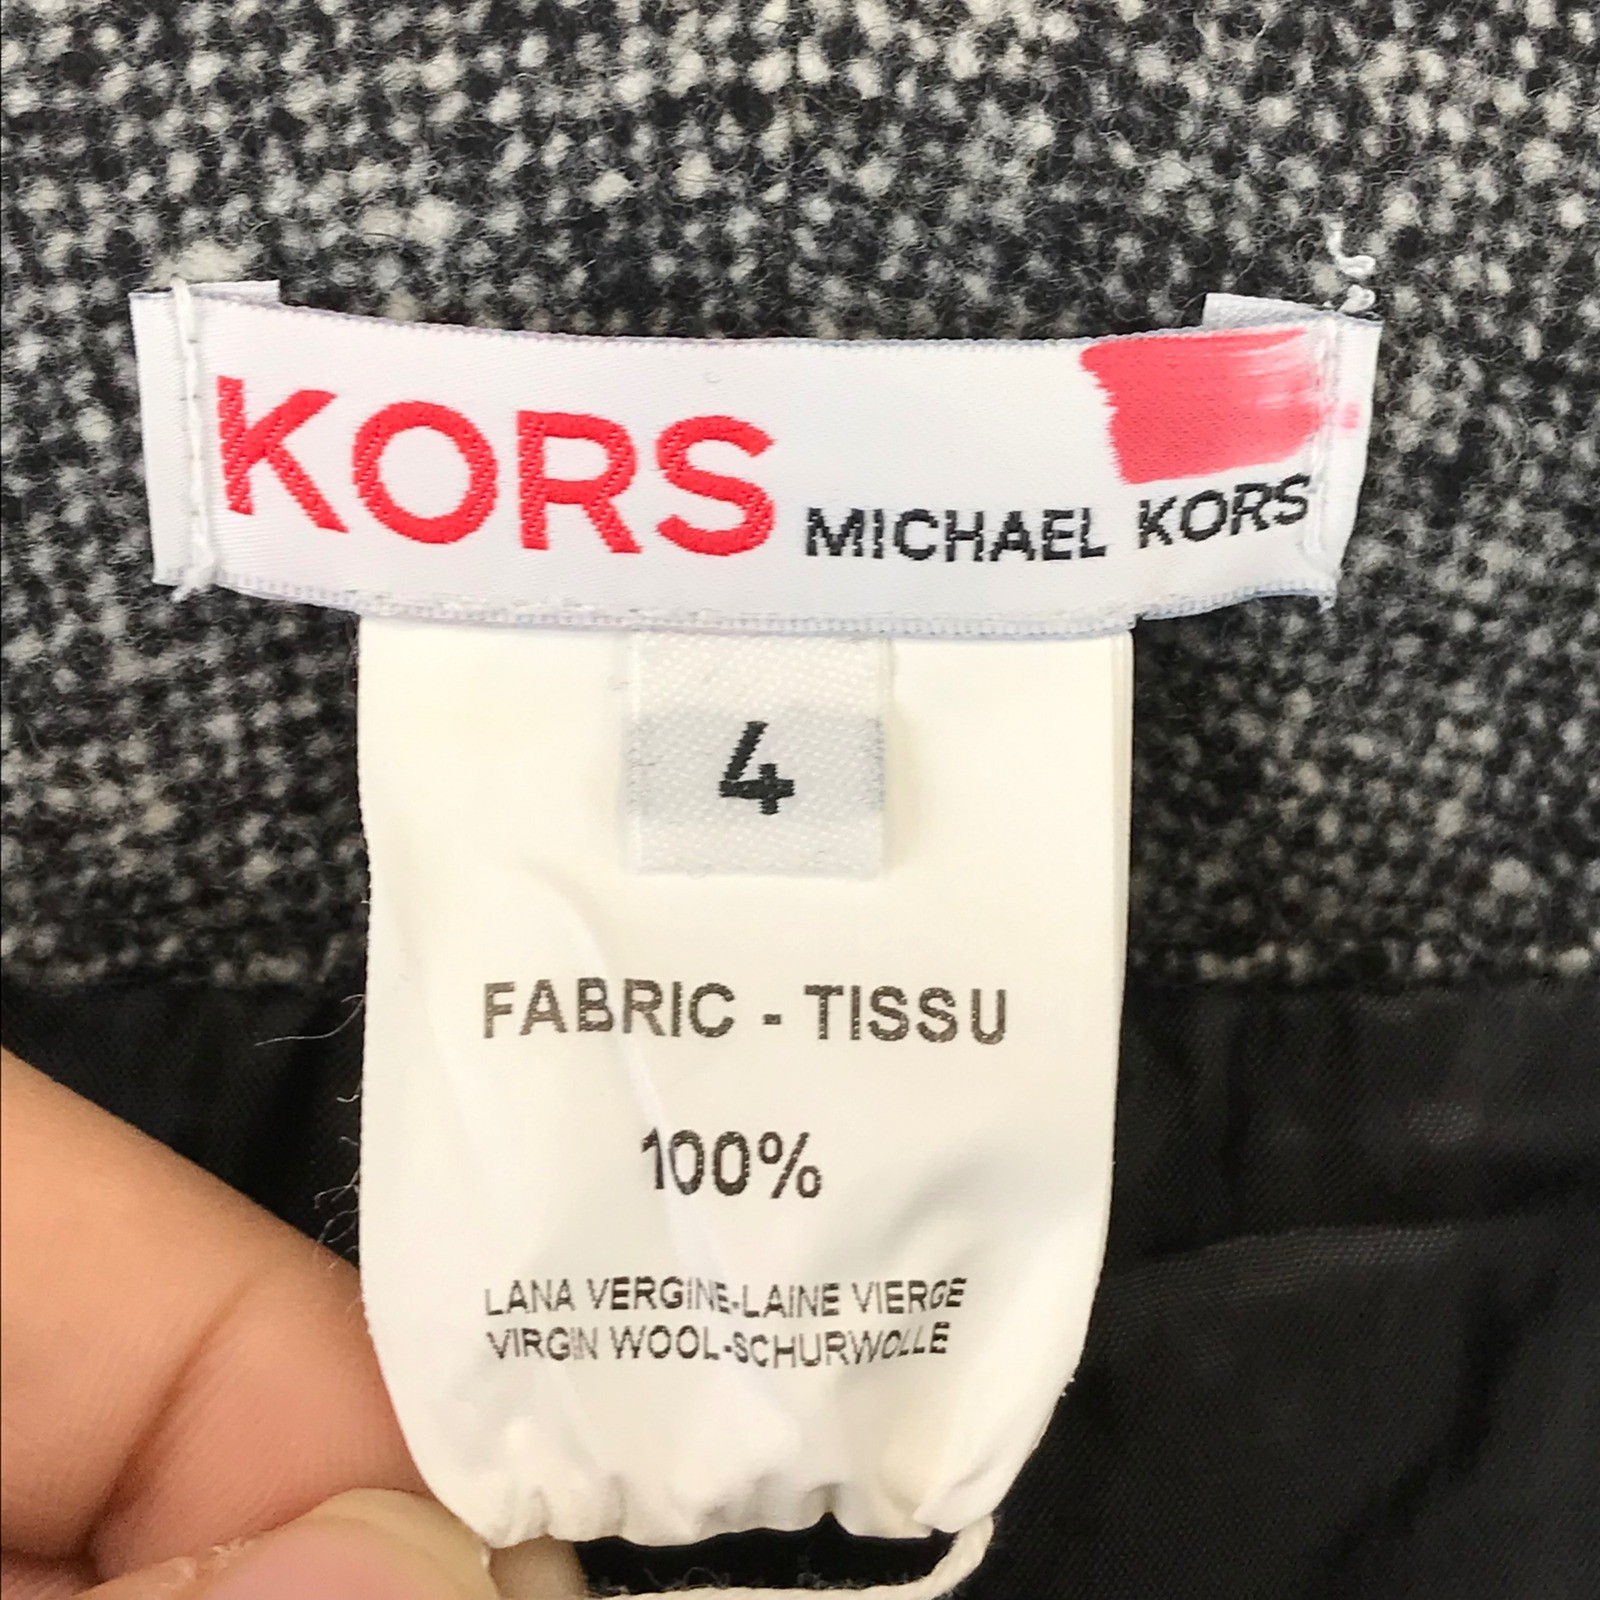 KORS MICHAEL KORS
4
FABRIC - TISSU
100%
LANA VERGINE-LAINE VIERGE
VIRGIN WOOL-SCHURWOLLE